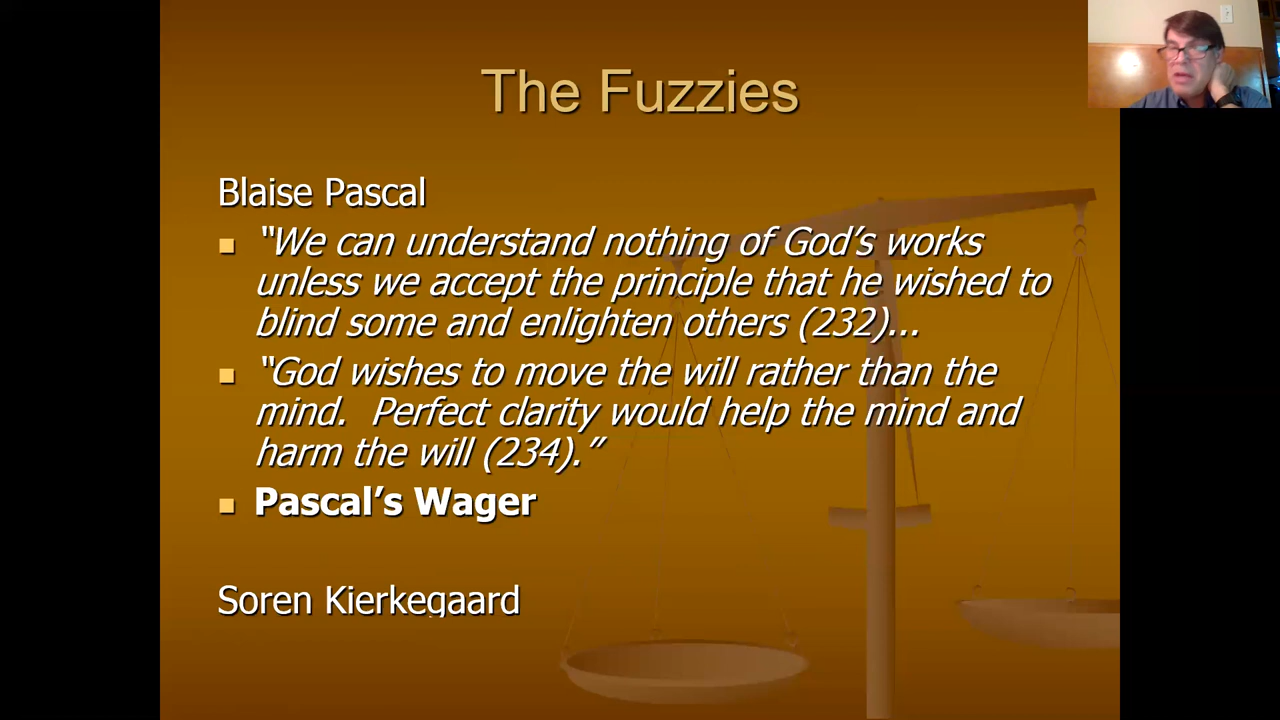 The Fuzzies
Blaise Pascal
“We can understand nothing of God’s works
unless we accept the principle that he wished to
blind some and enlighten others (232)...
“God wishes to move the will rather than the
mind.  Perfect clarity would help the mind and
harm the will (234).”
Pascal’s Wager
Soren Kierkegaard